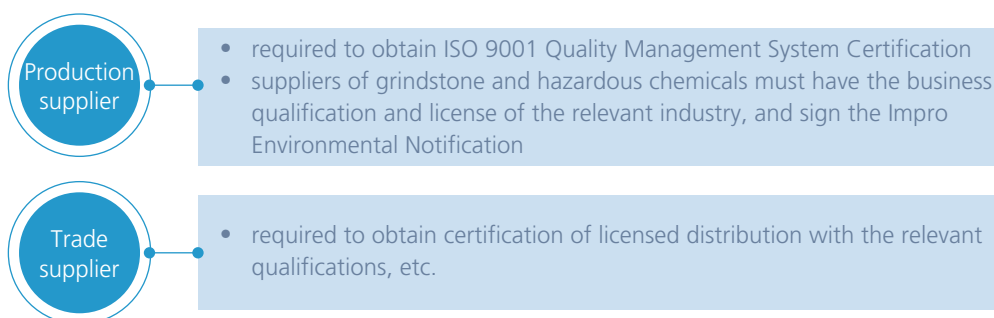 Production
supplier
• required to obtain ISO 9001 Quality Management System Certification
• suppliers of grindstone and hazardous chemicals must have the business
qualification and license of the relevant industry, and sign the Impro
Environmental Notification
Trade
supplier
• required to obtain certification of licensed distribution with the relevant
qualifications, etc.